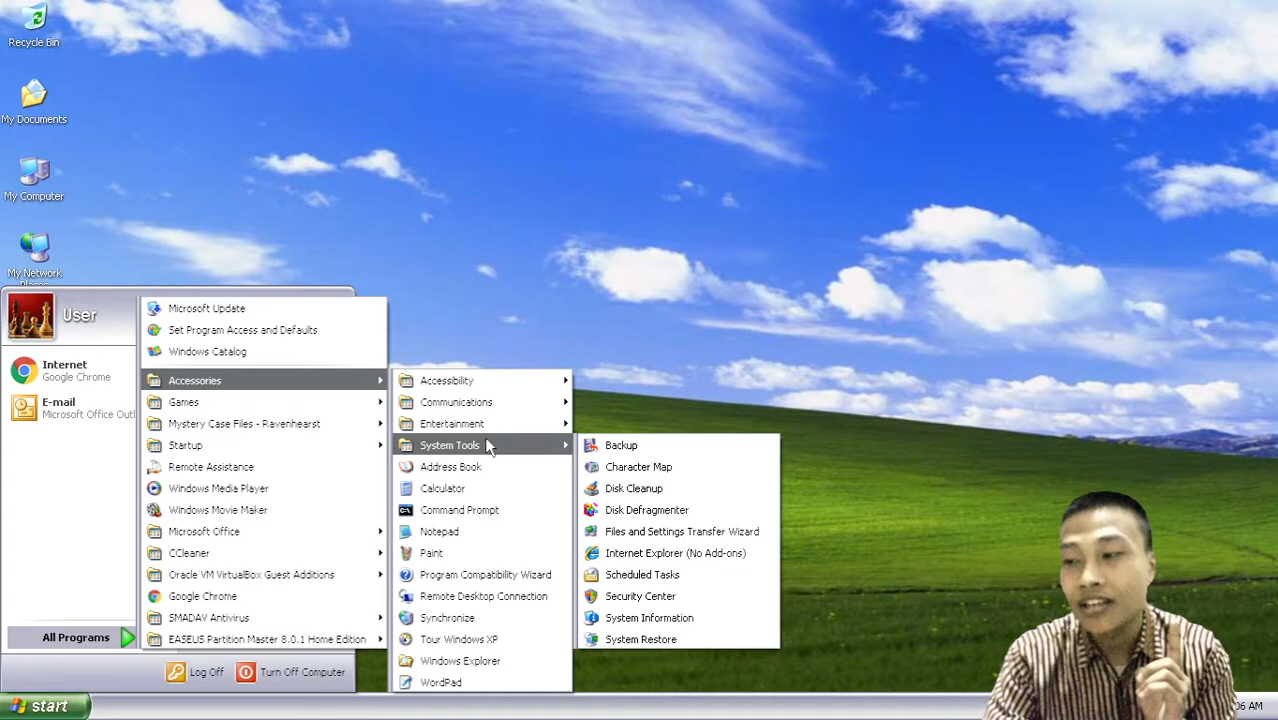 Recycle Bin
My Documents
My Computer
My Network
User
Internet
Google Chrome
E-mail
Microsoft Office Outl
All Programs
Log Off
Turn Off Computer
start
Microsoft Update
Set Program Access and Defaults
Windows Catalog
Accessories
Games
Mystery Case Files - Ravenhearst
Startup
Remote Assistance
Windows Media Player
Windows Movie Maker
Microsoft Office
CCleaner
Oracle VM VirtualBox Guest Additions
Google Chrome
SMADAV Antivirus
EASEUS Partition Master 8.0.1 Home Edition
Accessibility
Communications
Entertainment
System Tools
Address Book
Calculator
Command Prompt
Notepad
Paint
Program Compatibility Wizard
Remote Desktop Connection
Synchronize
Tour Windows XP
Windows Explorer
WordPad
Backup
Character Map
Disk Cleanup
Disk Defragmenter
Files and Settings Transfer Wizard
Internet Explorer (No Add-ons)
Scheduled Tasks
Security Center
System Information
System Restore
06 AM